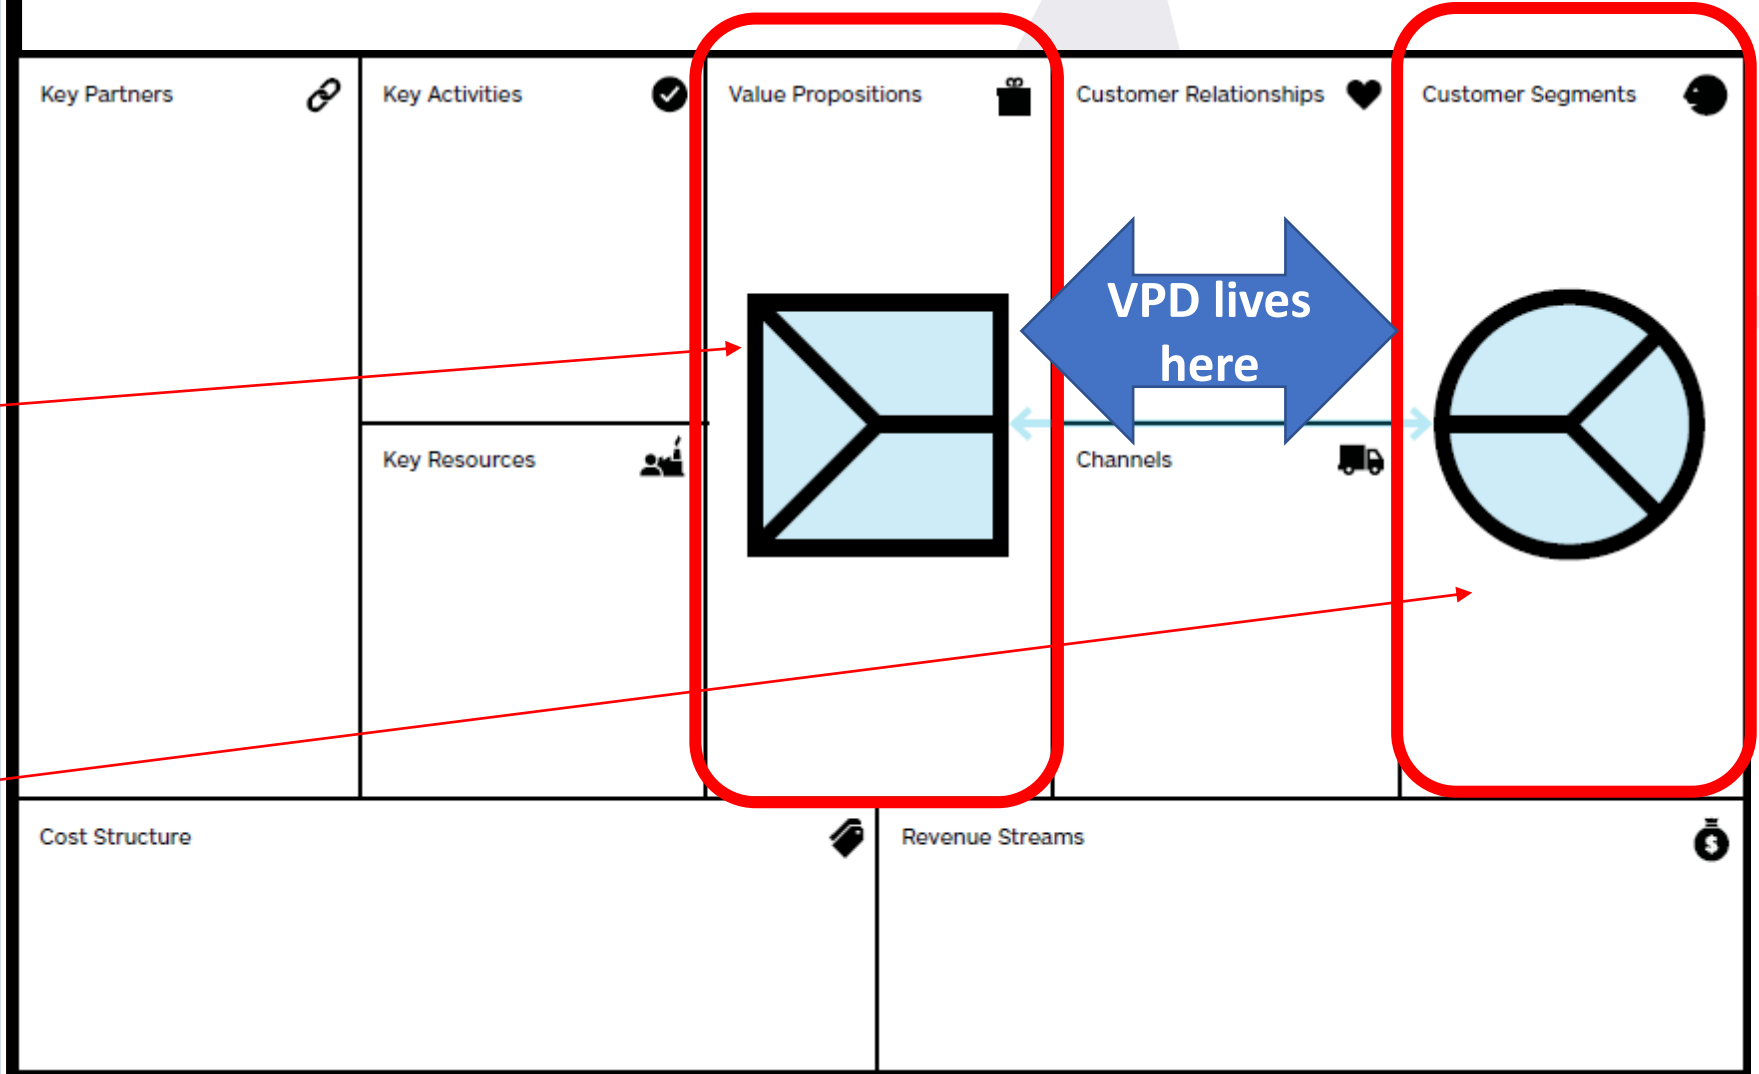 Key Partners
Key Activities
Value Propositions
Customer Relationships
Customer Segments
VPD lives
here
Key Resources
Channels
Cost Structure
Revenue Streams
$